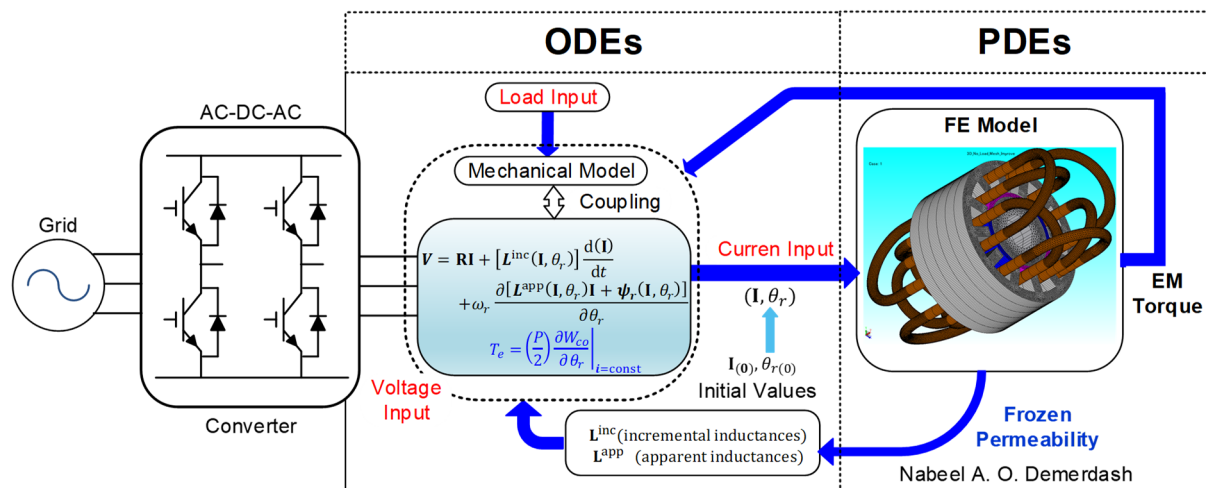 ODEs
PDEs
AC-DC-AC
Load Input
FE Model
Mechanical Model
Coupling
Grid
Curren Input
V = RI + [L^inc(I, θ_r)] d(I)/dt
+ω_r ∂[L^app(I, θ_r)I + ψ_r(I, θ_r)]/∂θ_r
T_e = (P/2) ∂W_co/∂θ_r |_i=const
(I, θ_r)
EM
Torque
I_(0), θ_r(0)
Initial Values
Voltage
Input
Converter
L^inc(incremental inductances)
L^app (apparent inductances)
Frozen
Permeability
Nabeel A. O. Demerdash